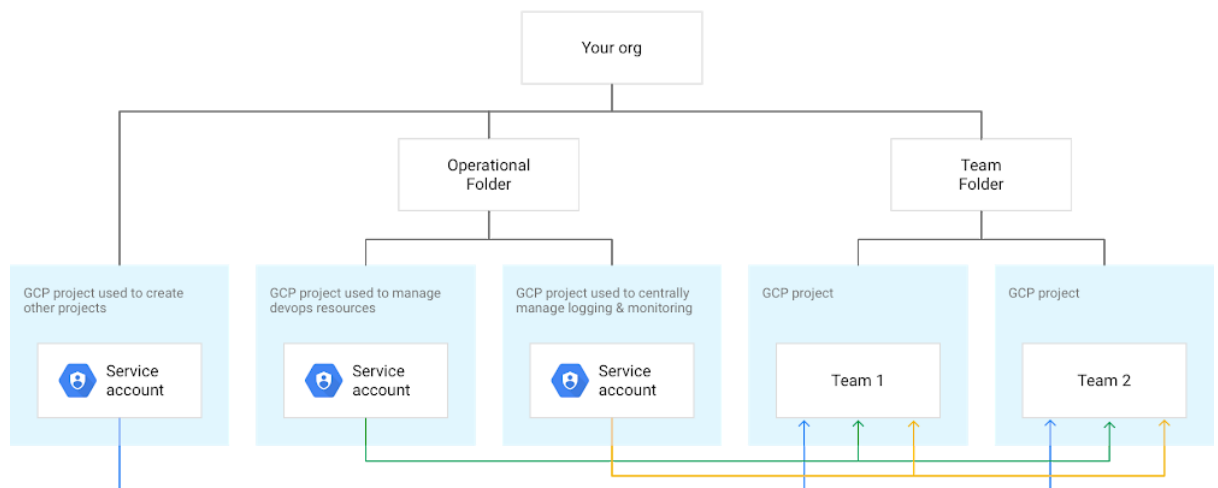 Your org
Operational
Folder
Team
Folder
GCP project used to create
other projects
GCP project used to manage
devops resources
GCP project used to centrally
manage logging & monitoring
GCP project
GCP project
Service
account
Service
account
Service
account
Team 1
Team 2